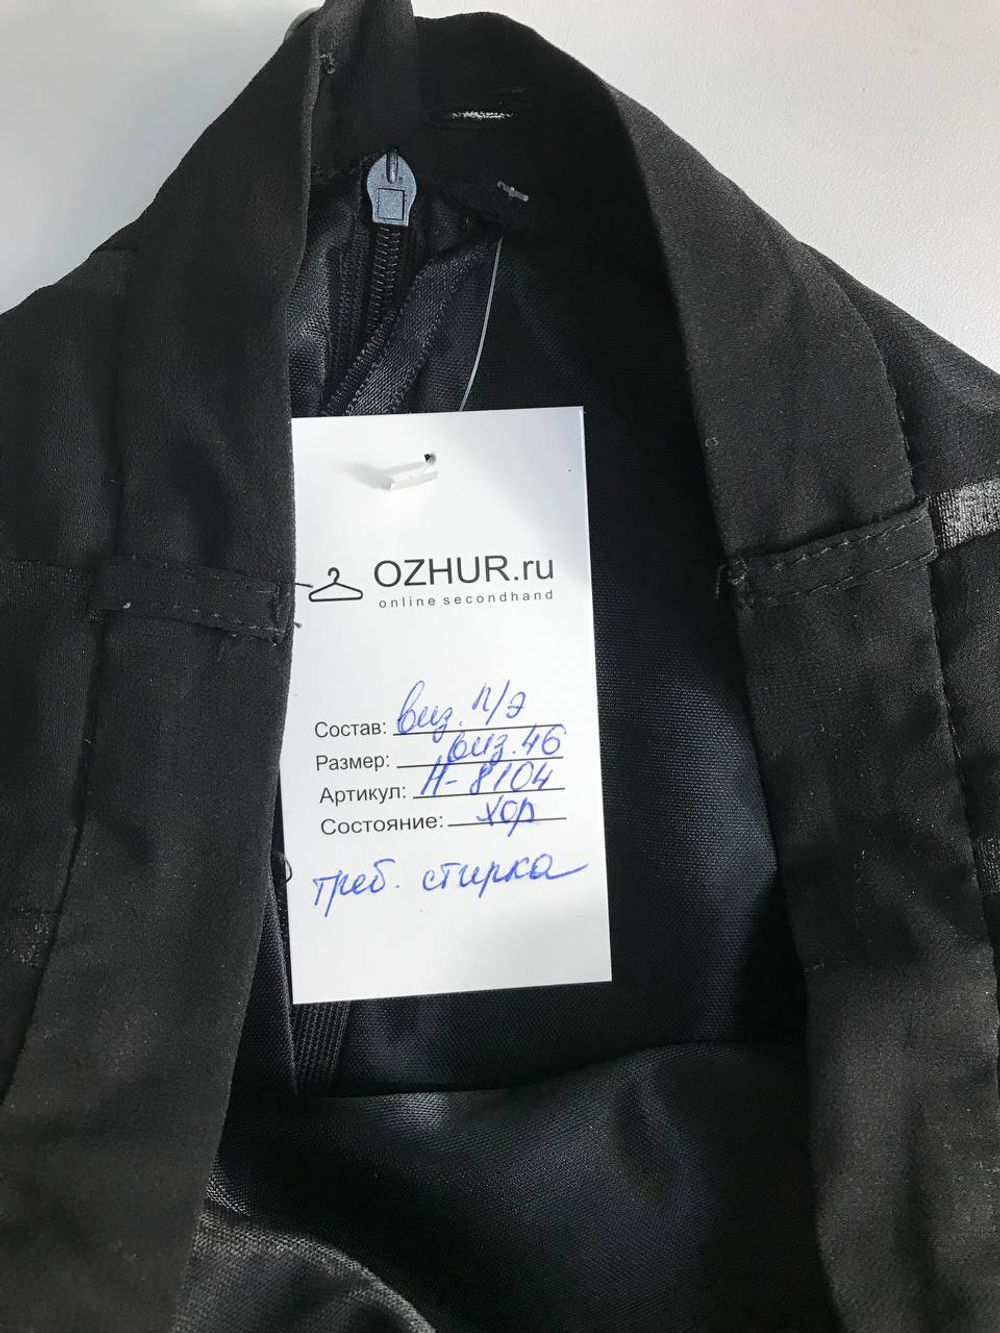 OZHUR.ru
online secondhand
Состав: виз. п/э
Размер: виз. 46
Артикул: Н-8104
Состояние: хор
треб. стирка